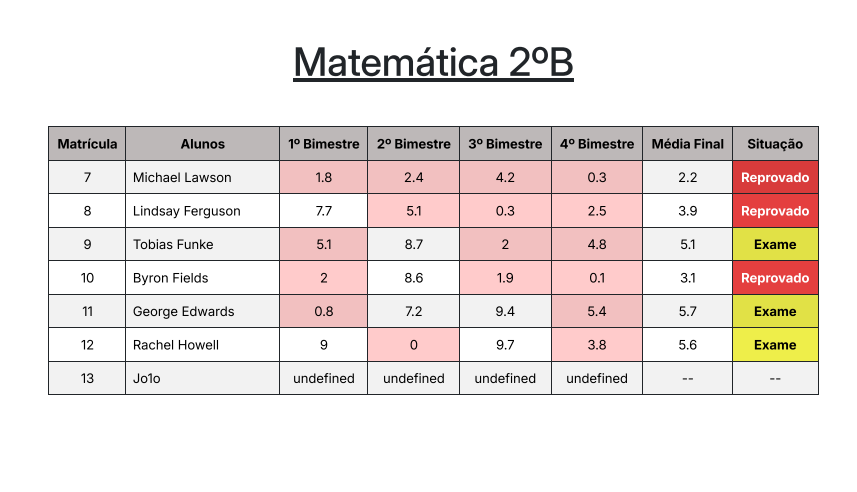 Matemática 2ºB
Matrícula Alunos 1º Bimestre 2º Bimestre 3º Bimestre 4º Bimestre Média Final Situação
7 Michael Lawson 1.8 2.4 4.2 0.3 2.2 Reprovado
8 Lindsay Ferguson 7.7 5.1 0.3 2.5 3.9 Reprovado
9 Tobias Funke 5.1 8.7 2 4.8 5.1 Exame
10 Byron Fields 2 8.6 1.9 0.1 3.1 Reprovado
11 George Edwards 0.8 7.2 9.4 5.4 5.7 Exame
12 Rachel Howell 9 0 9.7 3.8 5.6 Exame
13 Jo1o undefined undefined undefined undefined -- --